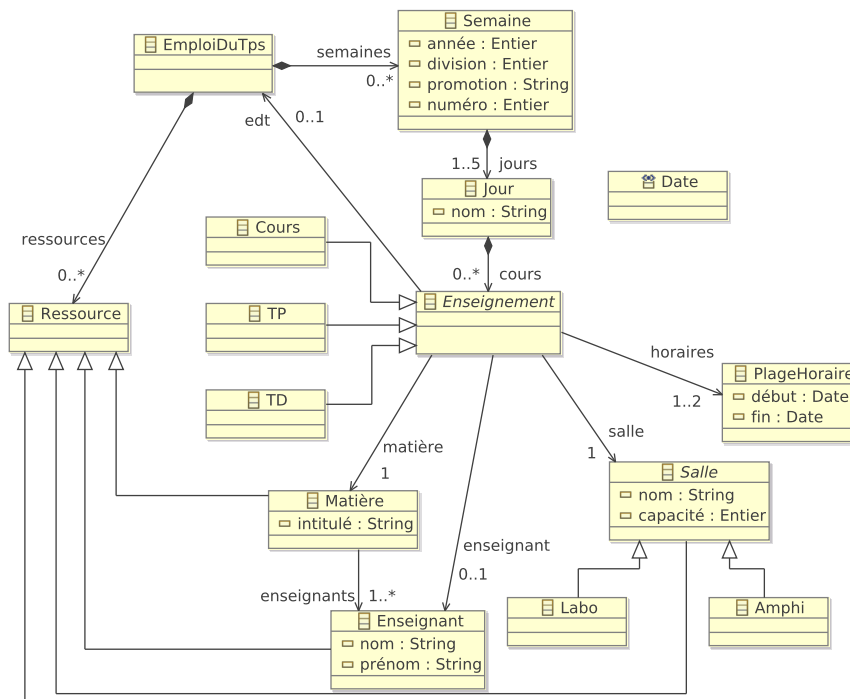 EmploiDuTps
Semaine
année : Entier
division : Entier
promotion : String
numéro : Entier
semaines
0..*
edt
0..1
1..5
jours
Jour
nom : String
Date
Cours
ressources
0..*
0..*
cours
Ressource
TP
Enseignement
horaires
1..2
PlageHoraire
début : Date
fin : Date
TD
matière
1
salle
1
Salle
nom : String
capacité : Entier
Matière
intitulé : String
enseignant
0..1
enseignants
1..*
Enseignant
nom : String
prénom : String
Labo
Amphi